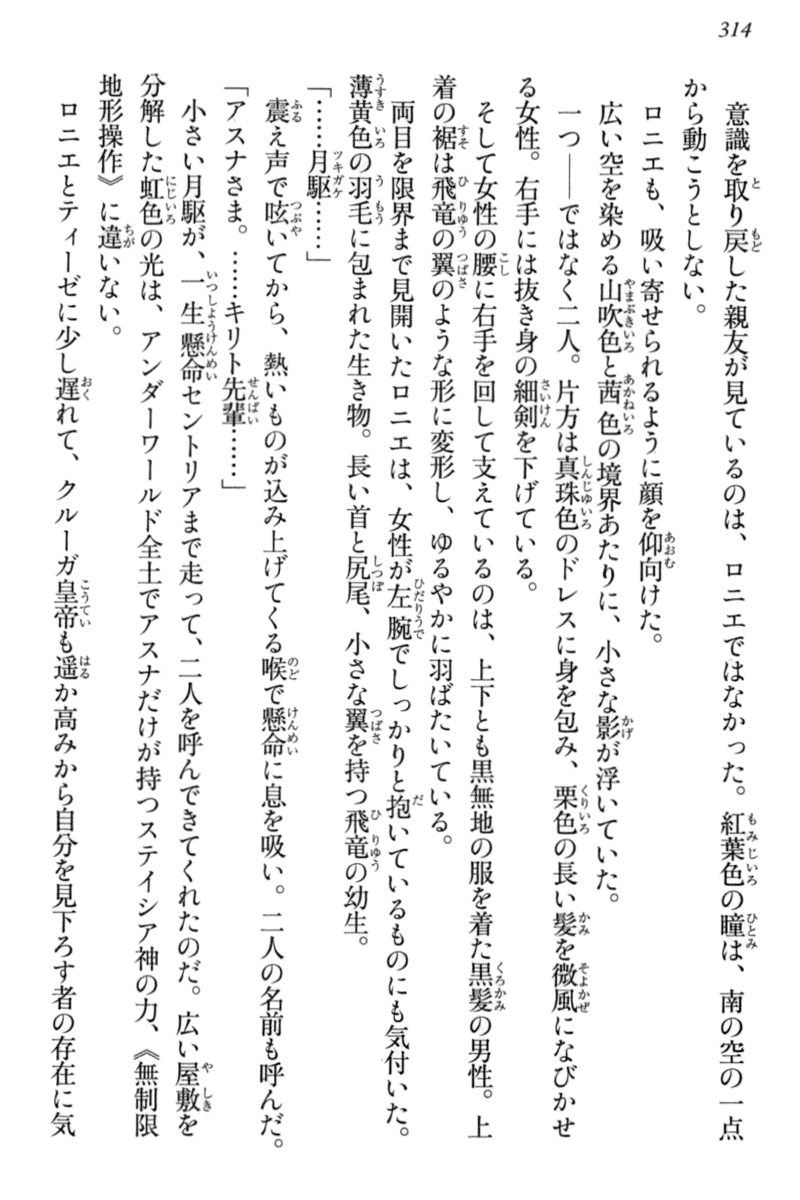 314
意識を取り戻した親友が見ているのは、ロニエではなかった。紅葉色の瞳は、南の空の一点
から動こうとしない。
ロニエも、吸い寄せられるように顔を仰向けた。
広い空を染める山吹色と茜色の境界あたりに、小さな影が浮いていた。
一つ――ではなく二人。片方は真珠色のドレスに身を包み、栗色の長い髪を微風になびかせ
る女性。右手には抜き身の細剣を下げている。
そして女性の腰に右手を回して支えているのは、上下とも黒無地の服を着た黒髪の男性。上
着の裾は飛竜の翼のような形に変形し、ゆるやかに羽ばたいている。
両目を限界まで見開いたロニエは、女性が左腕でしっかりと抱いているものにも気付いた。
薄黄色の羽毛に包まれた生き物。長い首と尻尾、小さな翼を持つ飛竜の幼生。
「……月駆……」
震え声で呟いてから、熱いものが込み上げてくる喉で懸命に息を吸い。二人の名前も呼んだ。
「アスナさま。……キリト先輩……」
小さい月駆が、一生懸命セントリアまで走って、二人を呼んできてくれたのだ。広い屋敷を
分解した虹色の光は、アンダーワールド全土でアスナだけが持つステイシア神の力、《無制限
地形操作》に違いない。
ロニエとティーゼに少し遅れて、クルーガ皇帝も遥か高みから自分を見下ろす者の存在に気